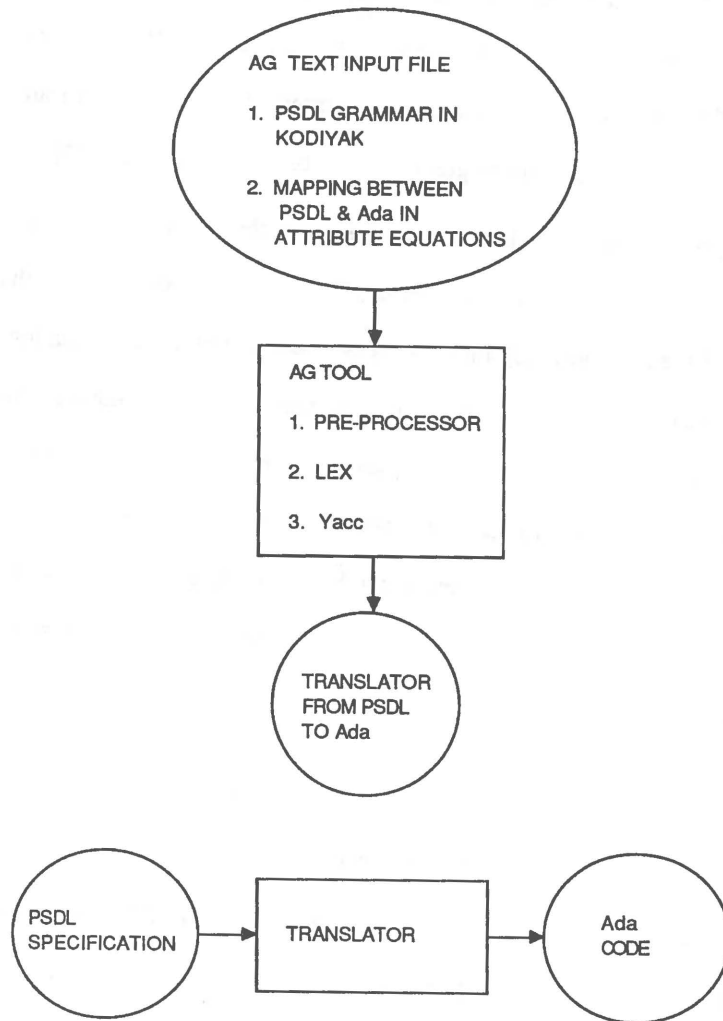 AG TEXT INPUT FILE
1. PSDL GRAMMAR IN
KODIYAK
2. MAPPING BETWEEN
PSDL & Ada IN
ATTRIBUTE EQUATIONS
AG TOOL
1. PRE-PROCESSOR
2. LEX
3. Yacc
TRANSLATOR
FROM PSDL
TO Ada
PSDL
SPECIFICATION
TRANSLATOR
Ada
CODE